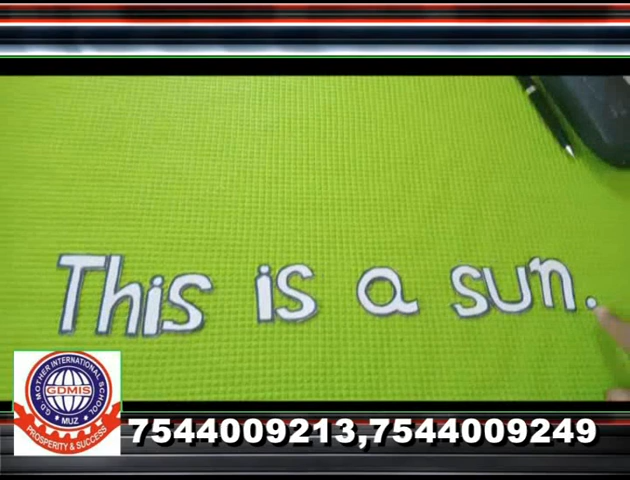 This is a sun.
G.D. MOTHER INTERNATIONAL SCHOOL
GDMIS
MUZ
PROSPERITY & SUCCESS
7544009213,7544009249